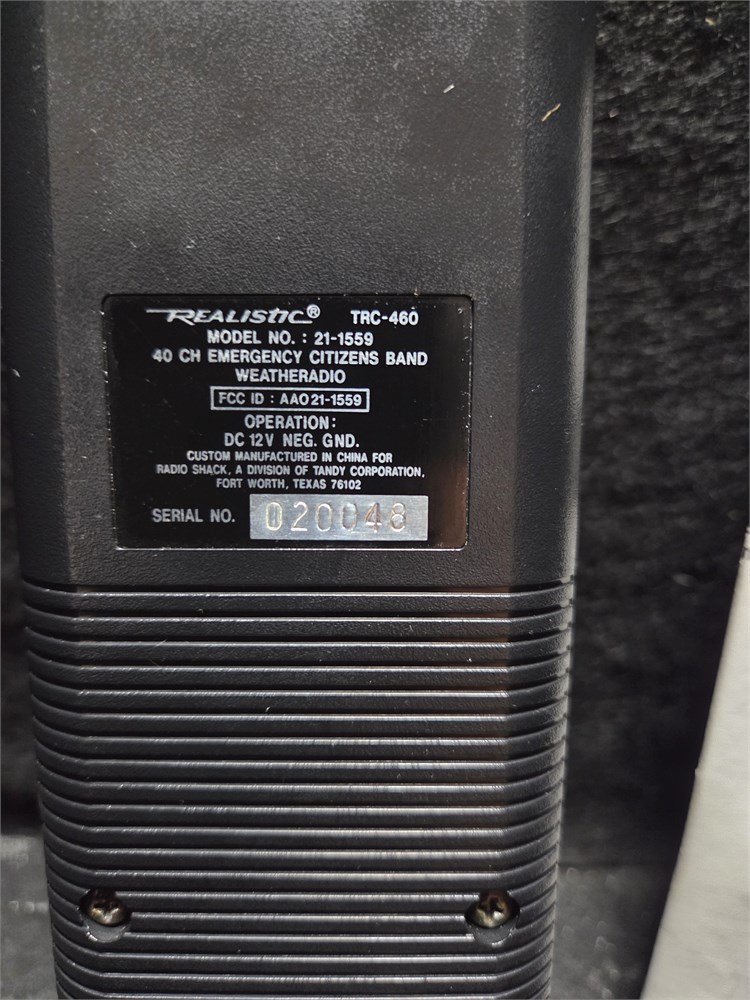 REALISTIC® TRC-460
MODEL NO. : 21-1559
40 CH EMERGENCY CITIZENS BAND
WEATHERADIO
FCC ID : AAO21-1559
OPERATION:
DC 12V NEG. GND.
CUSTOM MANUFACTURED IN CHINA FOR
RADIO SHACK, A DIVISION OF TANDY CORPORATION,
FORT WORTH, TEXAS 76102
SERIAL NO. 020048